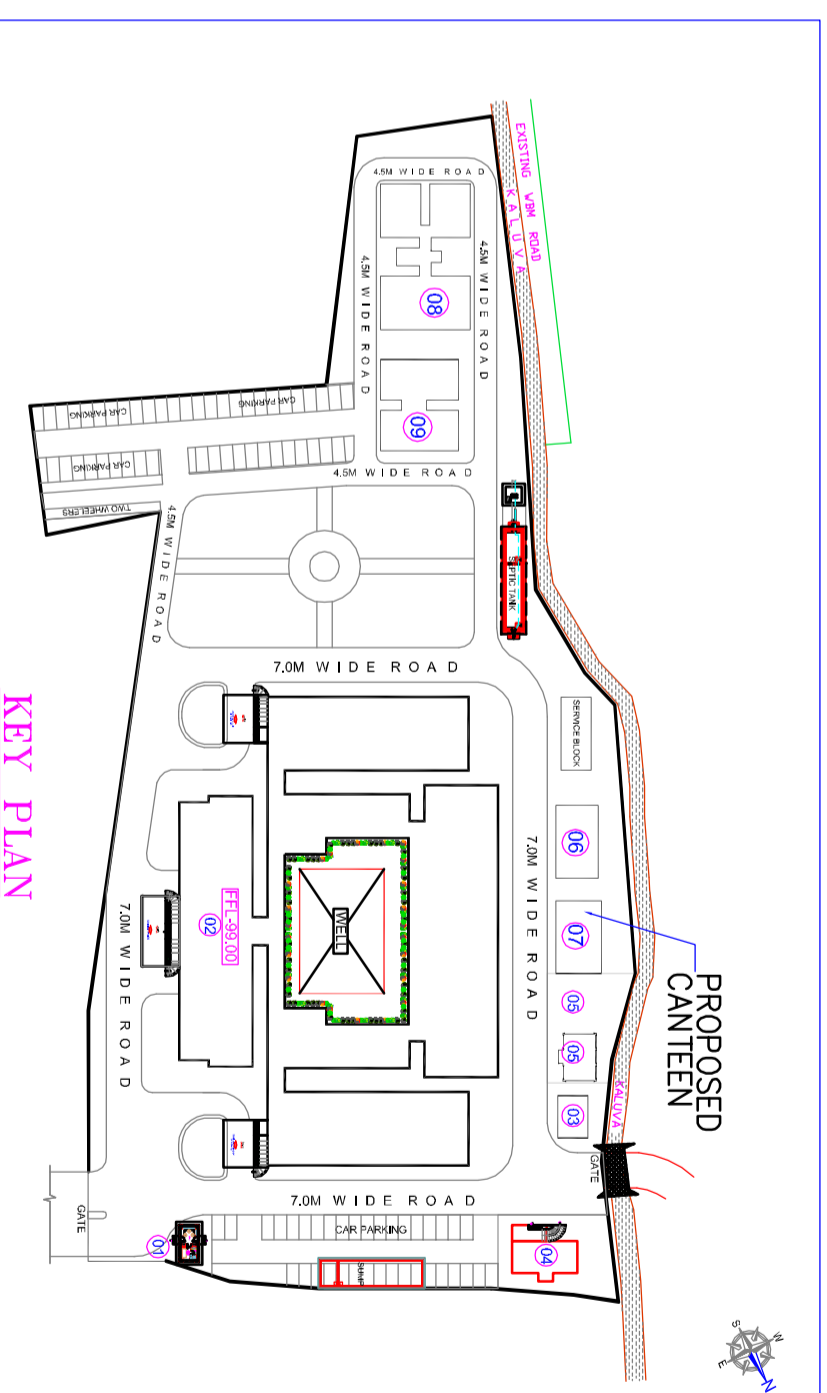 EXISTING WBM ROAD
KALUVA
4.5M WIDE ROAD
4.5M WIDE ROAD
4.5M WIDE ROAD
08
09
CAR PARKING
CAR PARKING
CAR PARKING
TWO WHEELERS
4.5M WIDE ROAD
4.5M WIDE ROAD
SEPTIC TANK
7.0M WIDE ROAD
SERVICE BLOCK
06
07
05
05
03
PROPOSED
CANTEEN
KALUVA
GATE
7.0M WIDE ROAD
WELL
FFL-99.00
02
7.0M WIDE ROAD
7.0M WIDE ROAD
CAR PARKING
SUMP
04
01
GATE
N
W
S
E
KEY PLAN